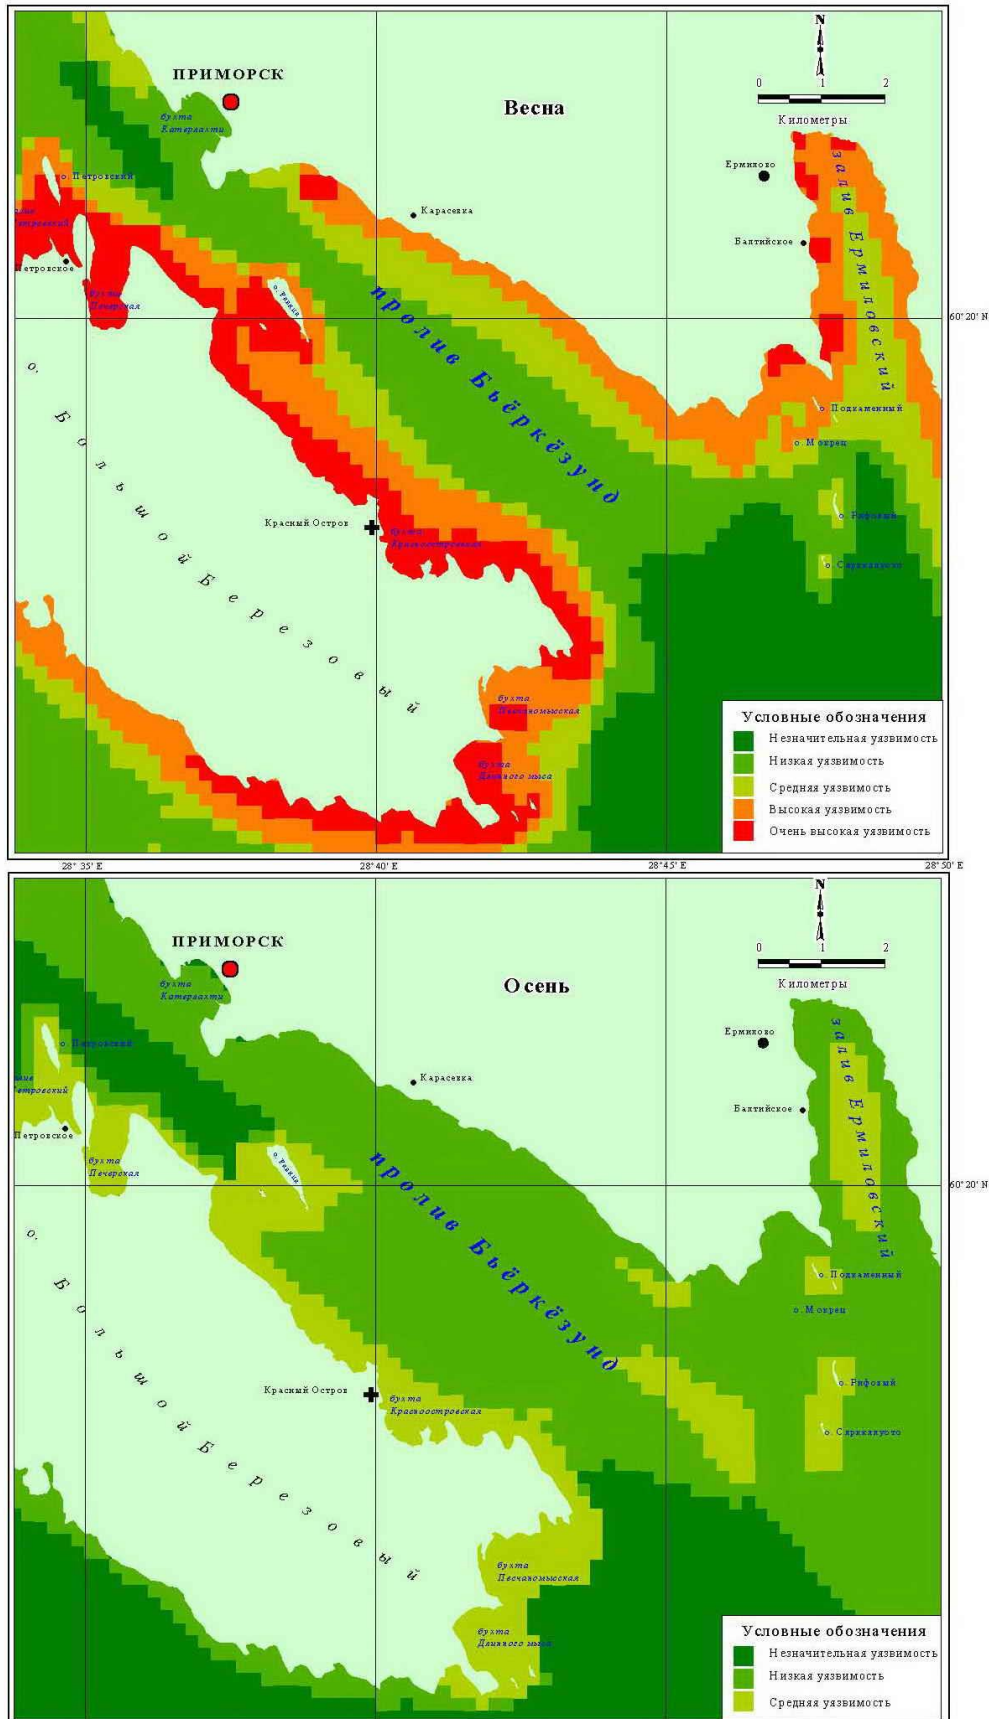 N
ПРИМОРСК
Весна
0 1 2
Километры
бухта
Катерлахти
Ермилово
о. Петровский
Карасевка
залив Ермиловский
Балтийское
Петровское
бухта
Печерская
о. Рябина
60°20' N
пролив Бьёркёзунд
о. Большой Березовый
о. Подкаменный
о. Мокрец
Красный Остров
бухта
Красноостровская
о. Рифовый
бухта
Песчаномысская
бухта
Длинного мыса
Условные обозначения
Незначительная уязвимость
Низкая уязвимость
Средняя уязвимость
Высокая уязвимость
Очень высокая уязвимость
28° 35' E
28°40' E
28°45' E
28°50' E
N
ПРИМОРСК
Осень
0 1 2
Километры
бухта
Катерлахти
Ермилово
о. Петровский
Карасевка
залив Ермиловский
Балтийское
Петровское
бухта
Печерская
60°20' N
пролив Бьёркёзунд
о. Большой Березовый
о. Подкаменный
о. Мокрец
Красный Остров
бухта
Красноостровская
о. Рифовый
бухта
Песчаномысская
бухта
Длинного мыса
Условные обозначения
Незначительная уязвимость
Низкая уязвимость
Средняя уязвимость